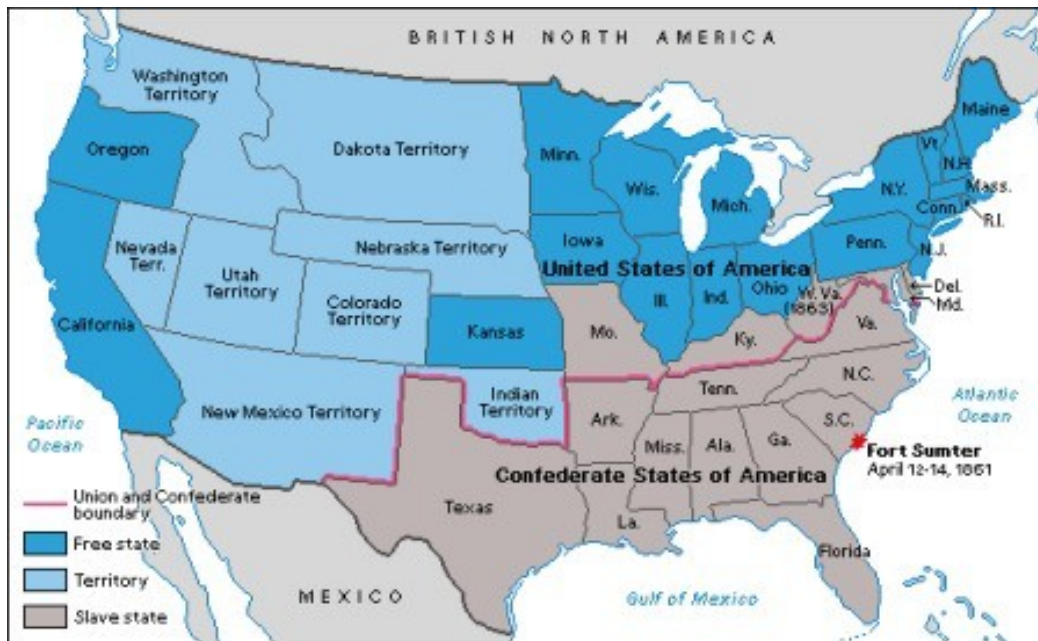 BRITISH NORTH AMERICA
Washington
Territory
Oregon
Dakota Territory
Minn.
Wis.
Mich.
Maine
Vt.
N.H.
N.Y.
Mass.
Conn.
R.I.
Nevada
Terr.
Utah
Territory
Nebraska Territory
Iowa
Penn.
N.J.
United States of America
Colorado
Territory
California
Kansas
Ill.
Ind.
Ohio
W. Va.
(1863)
Del.
Md.
Mo.
Ky.
Va.
New Mexico Territory
Indian
Territory
Tenn.
N.C.
Ark.
S.C.
Pacific
Ocean
Atlantic
Ocean
Miss.
Ala.
Ga.
Fort Sumter
April 12-14, 1861
Confederate States of America
Texas
La.
Florida
MEXICO
Gulf of Mexico
Union and Confederate
boundary
Free state
Territory
Slave state